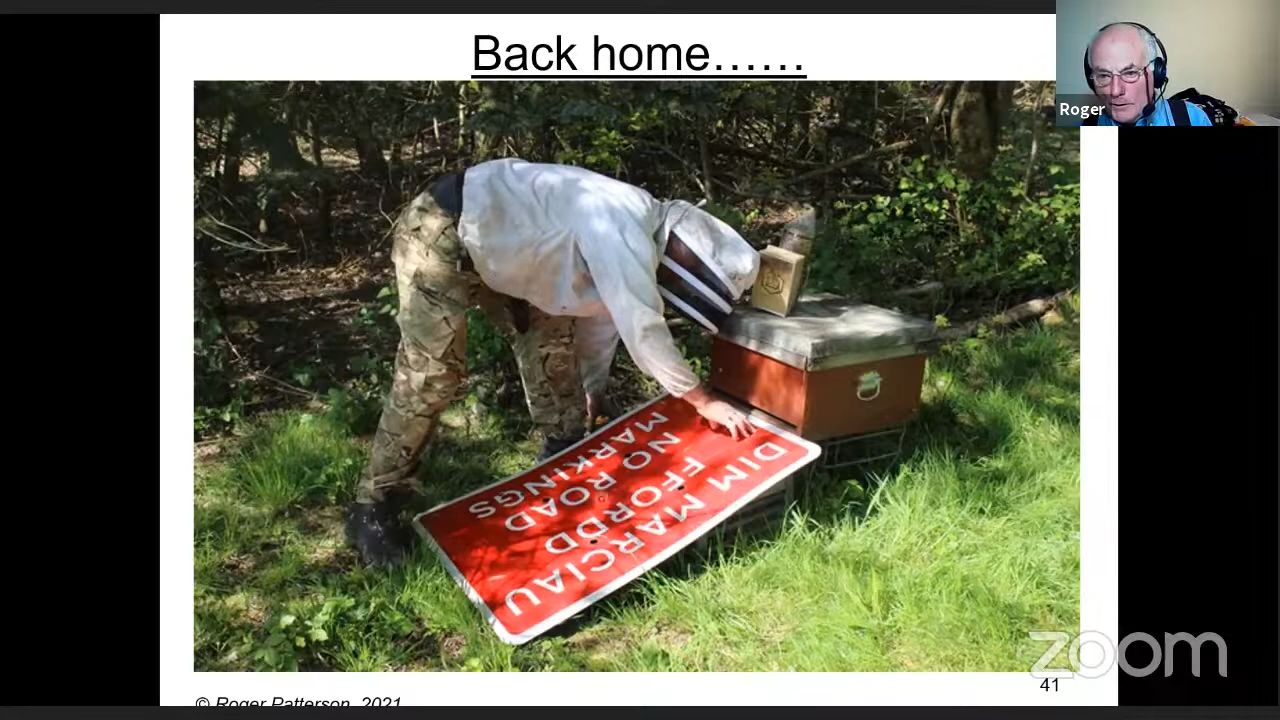 Back home……
Roger
DIM MARCIAU
FFORDD
NO ROAD
MARKINGS
zoom
41
© Roger Patterson, 2021